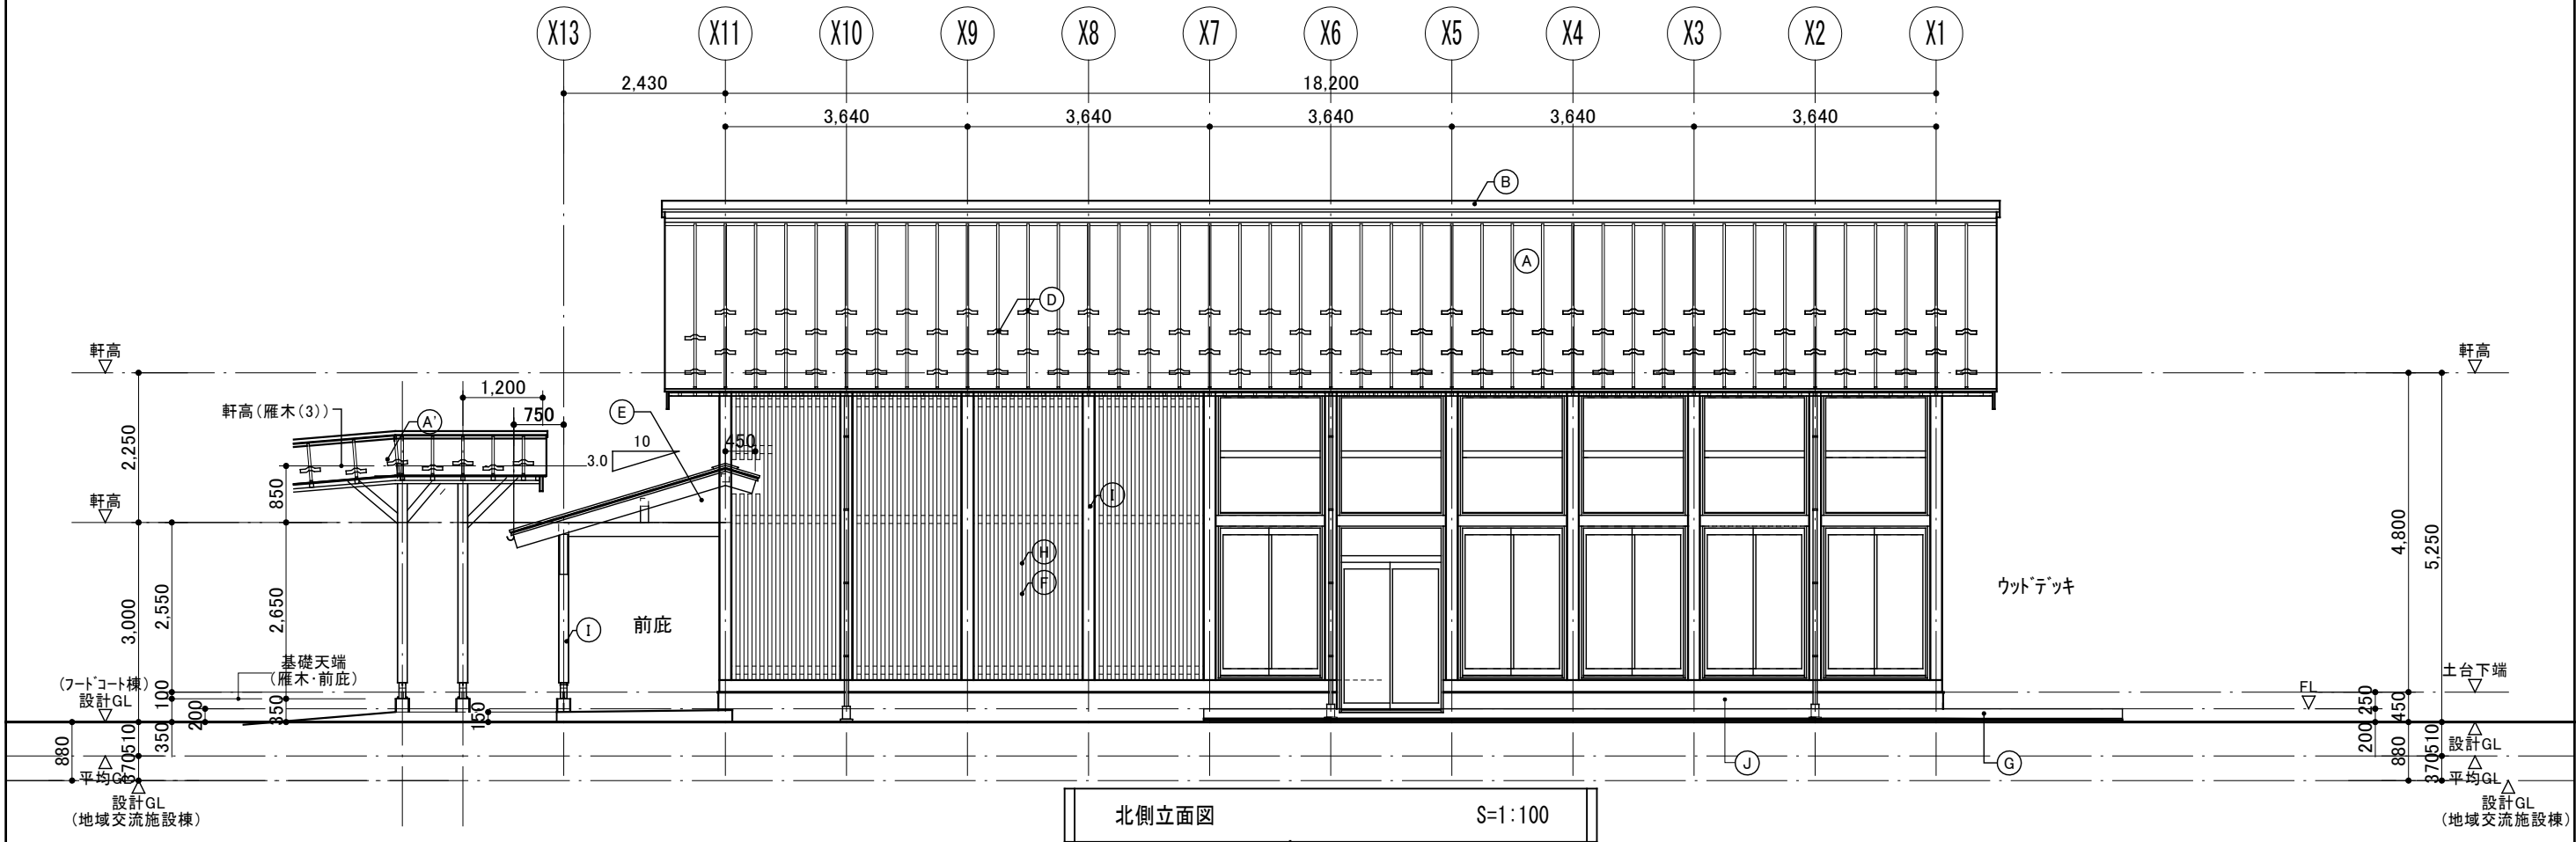 X13 X11 X10 X9 X8 X7 X6 X5 X4 X3 X2 X1
2,430 18,200
3,640 3,640 3,640 3,640 3,640
B
A
D
軒高
軒高
1,200
軒高(雁木(3))
A'
750
E
10
3.0
450
2,250
850
I
軒高
H
F
4,800
5,250
ウッドデッキ
3,000
2,550
2,650
I
前庇
基礎天端
(雁木・前庇)
(フードコート棟)
設計GL
100
200
350
150
FL
土台下端
250
450
200
880
510
370
350
平均GL
設計GL
(地域交流施設棟)
J
G
880
510
370
設計GL
平均GL
設計GL
(地域交流施設棟)
北側立面図 S=1:100